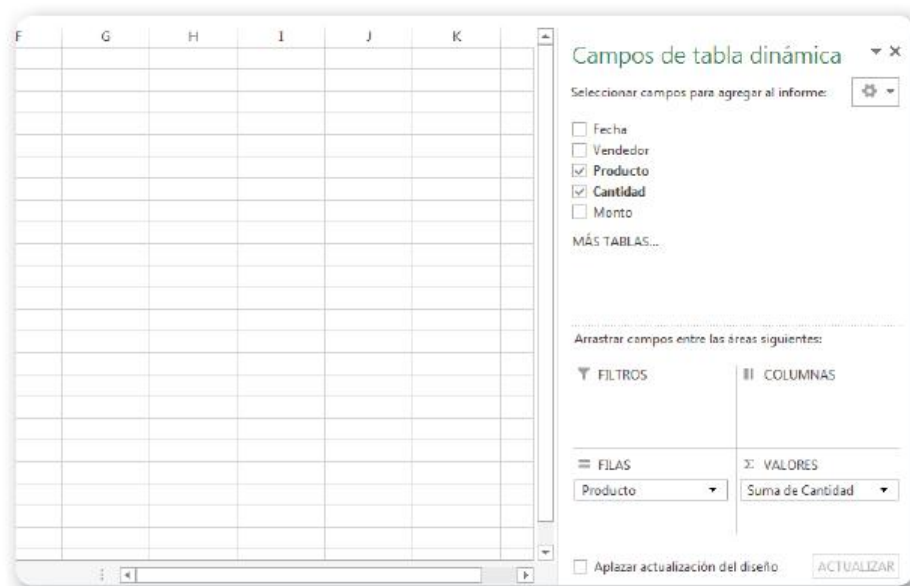 F G H I J K
Campos de tabla dinámica
Seleccionar campos para agregar al informe:
Fecha
Vendedor
Producto
Cantidad
Monto
MÁS TABLAS...
Arrastrar campos entre las áreas siguientes:
FILTROS
COLUMNAS
FILAS
Σ VALORES
Producto
Suma de Cantidad
Aplazar actualización del diseño
ACTUALIZAR